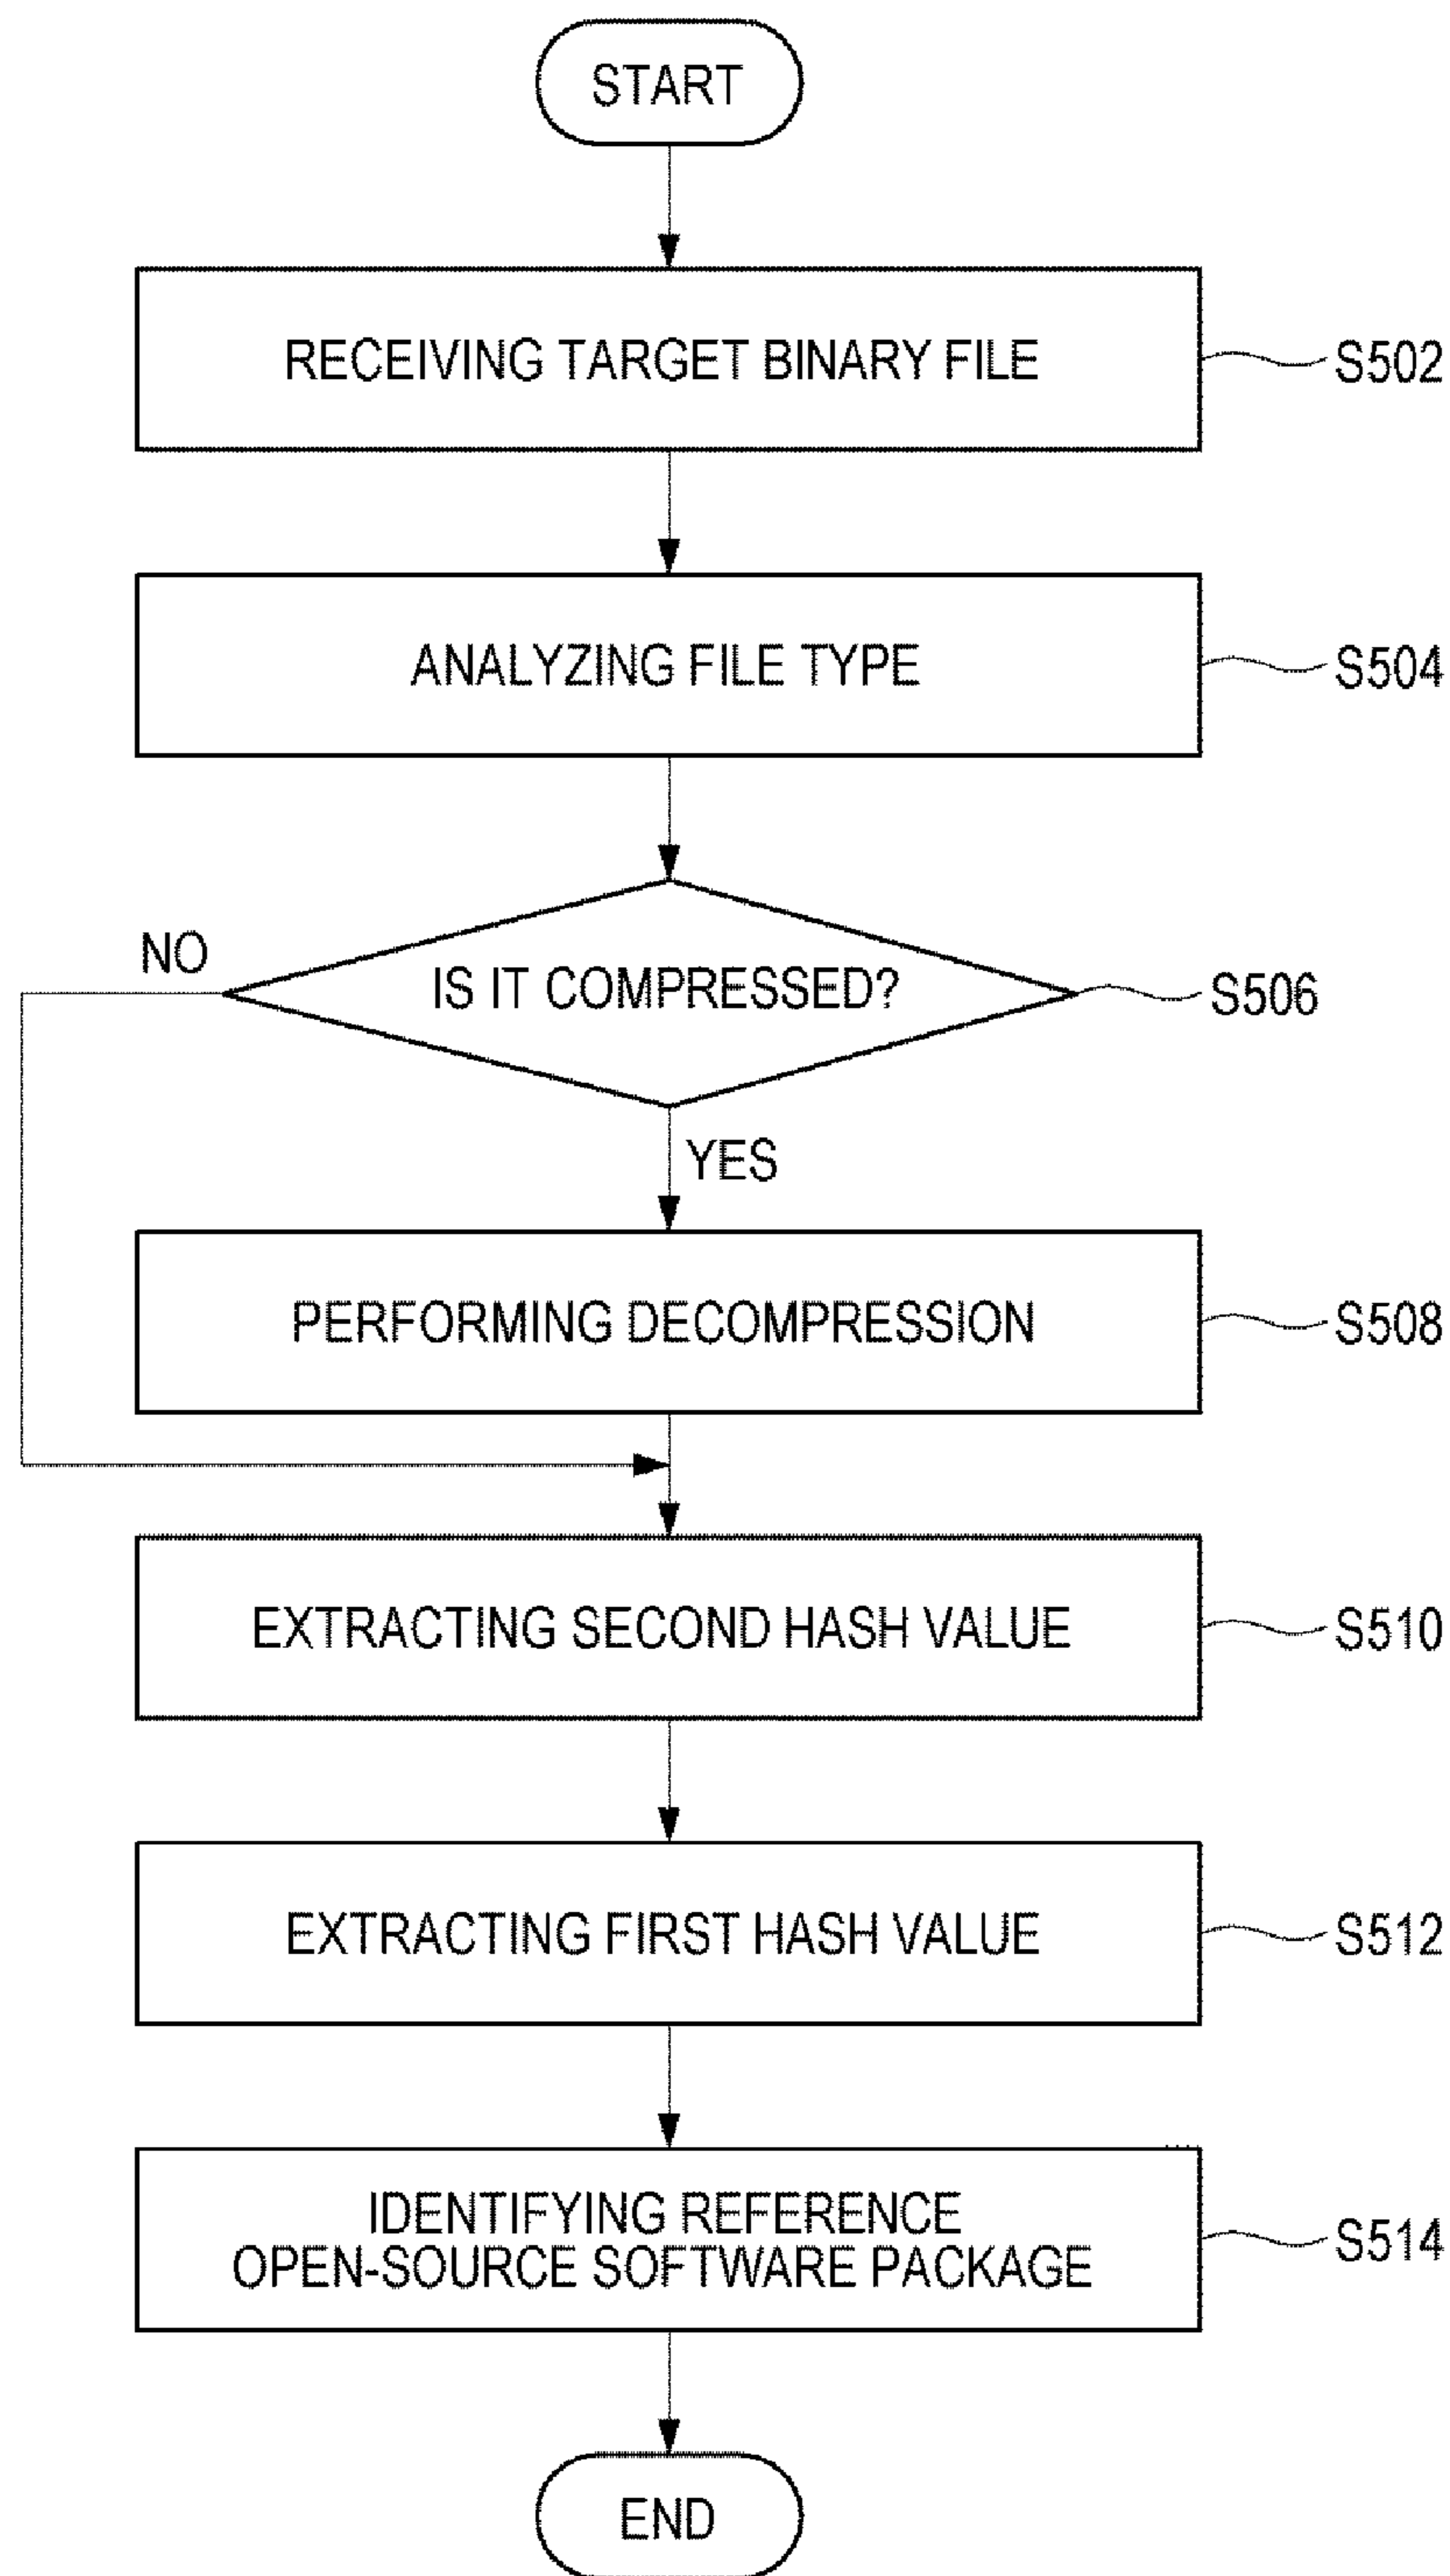 START
RECEIVING TARGET BINARY FILE
S502
ANALYZING FILE TYPE
S504
NO
IS IT COMPRESSED?
S506
YES
PERFORMING DECOMPRESSION
S508
EXTRACTING SECOND HASH VALUE
S510
EXTRACTING FIRST HASH VALUE
S512
IDENTIFYING REFERENCE
OPEN-SOURCE SOFTWARE PACKAGE
S514
END